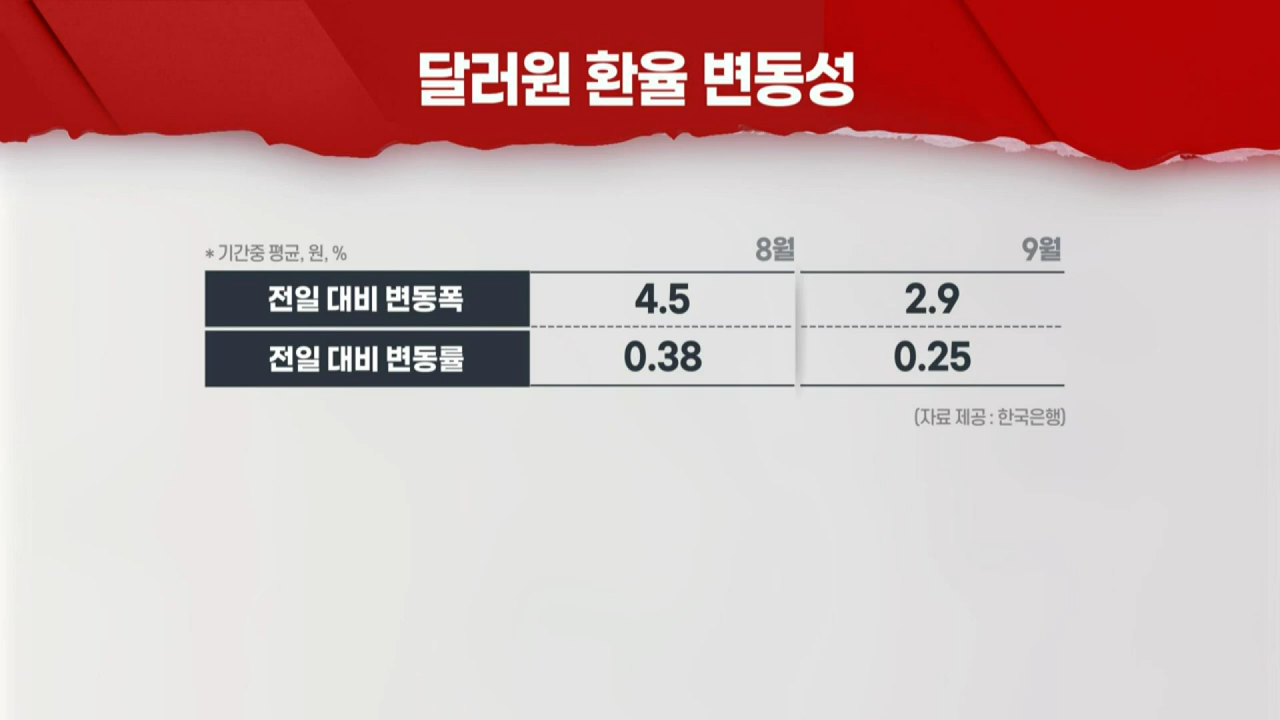 달러원 환율 변동성
* 기간중 평균, 원, % 8월 9월
전일 대비 변동폭 4.5 2.9
전일 대비 변동률 0.38 0.25
(자료 제공 : 한국은행)